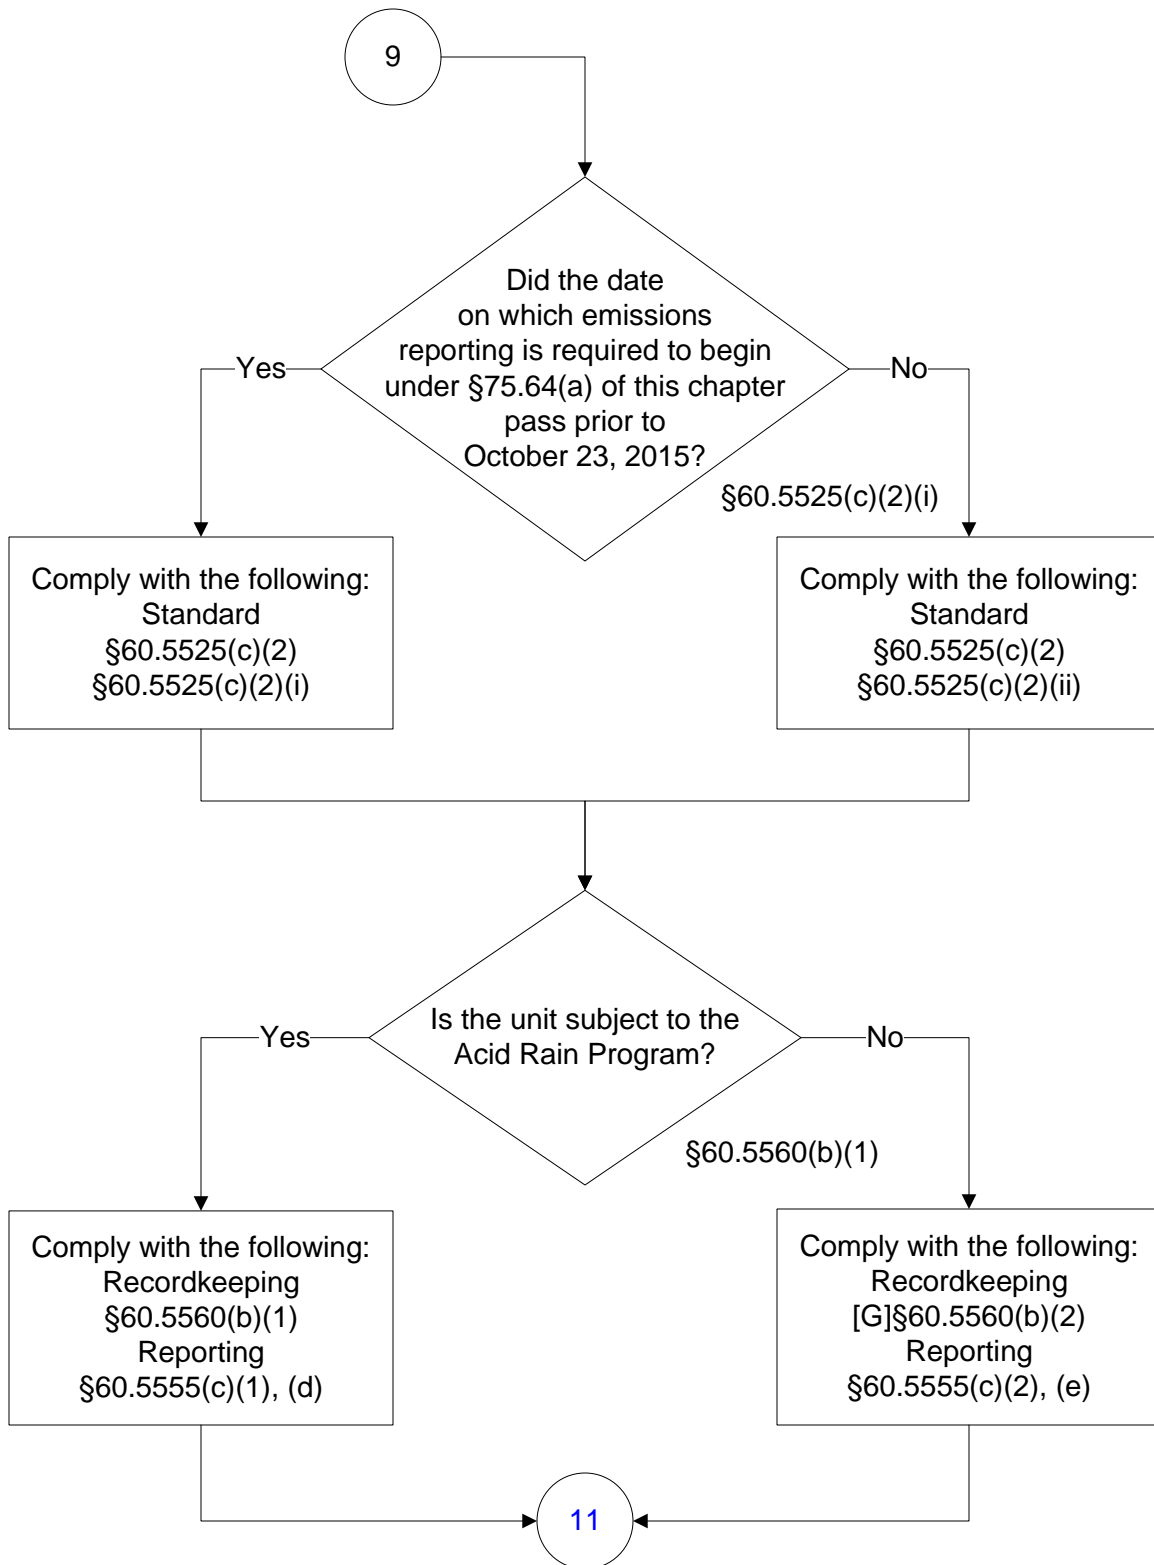 9
Did the date
on which emissions
reporting is required to begin
under §75.64(a) of this chapter
pass prior to
October 23, 2015?
Yes
No
§60.5525(c)(2)(i)
Comply with the following:
Standard
§60.5525(c)(2)
§60.5525(c)(2)(i)
Comply with the following:
Standard
§60.5525(c)(2)
§60.5525(c)(2)(ii)
Is the unit subject to the
Acid Rain Program?
Yes
No
§60.5560(b)(1)
Comply with the following:
Recordkeeping
§60.5560(b)(1)
Reporting
§60.5555(c)(1), (d)
Comply with the following:
Recordkeeping
[G]§60.5560(b)(2)
Reporting
§60.5555(c)(2), (e)
11